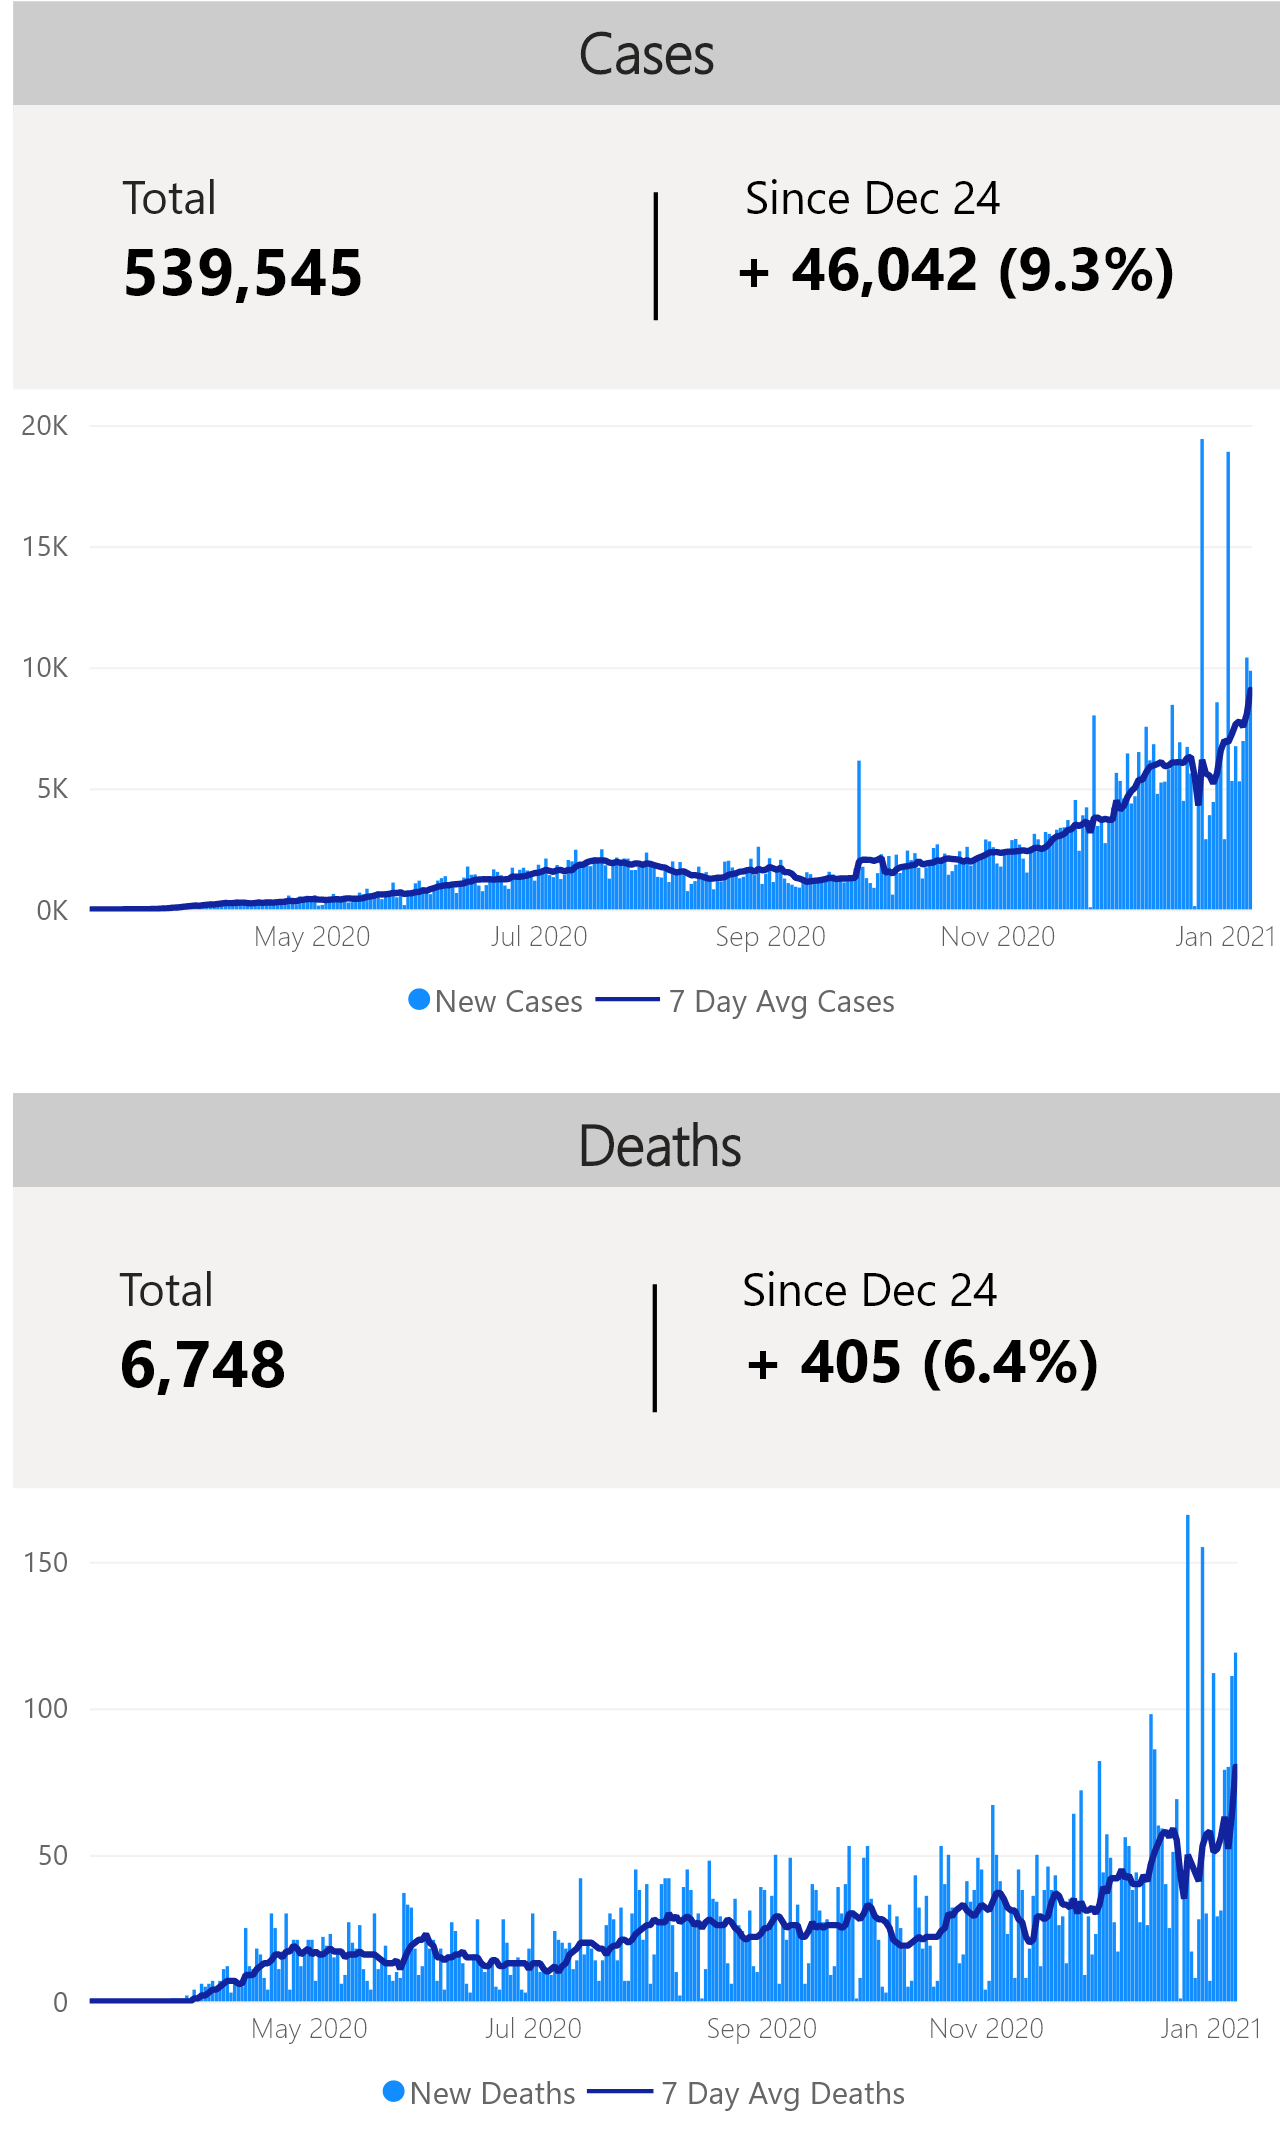 Cases
Total
Since Dec 24
539,545
+ 46,042 (9.3%)
20K
15K
10K
5K
0K
May 2020
Jul 2020
Sep 2020
Nov 2020
Jan 2021
New Cases
7 Day Avg Cases
Deaths
Total
Since Dec 24
6,748
+ 405 (6.4%)
150
100
50
0
May 2020
Jul 2020
Sep 2020
Nov 2020
Jan 2021
New Deaths
7 Day Avg Deaths